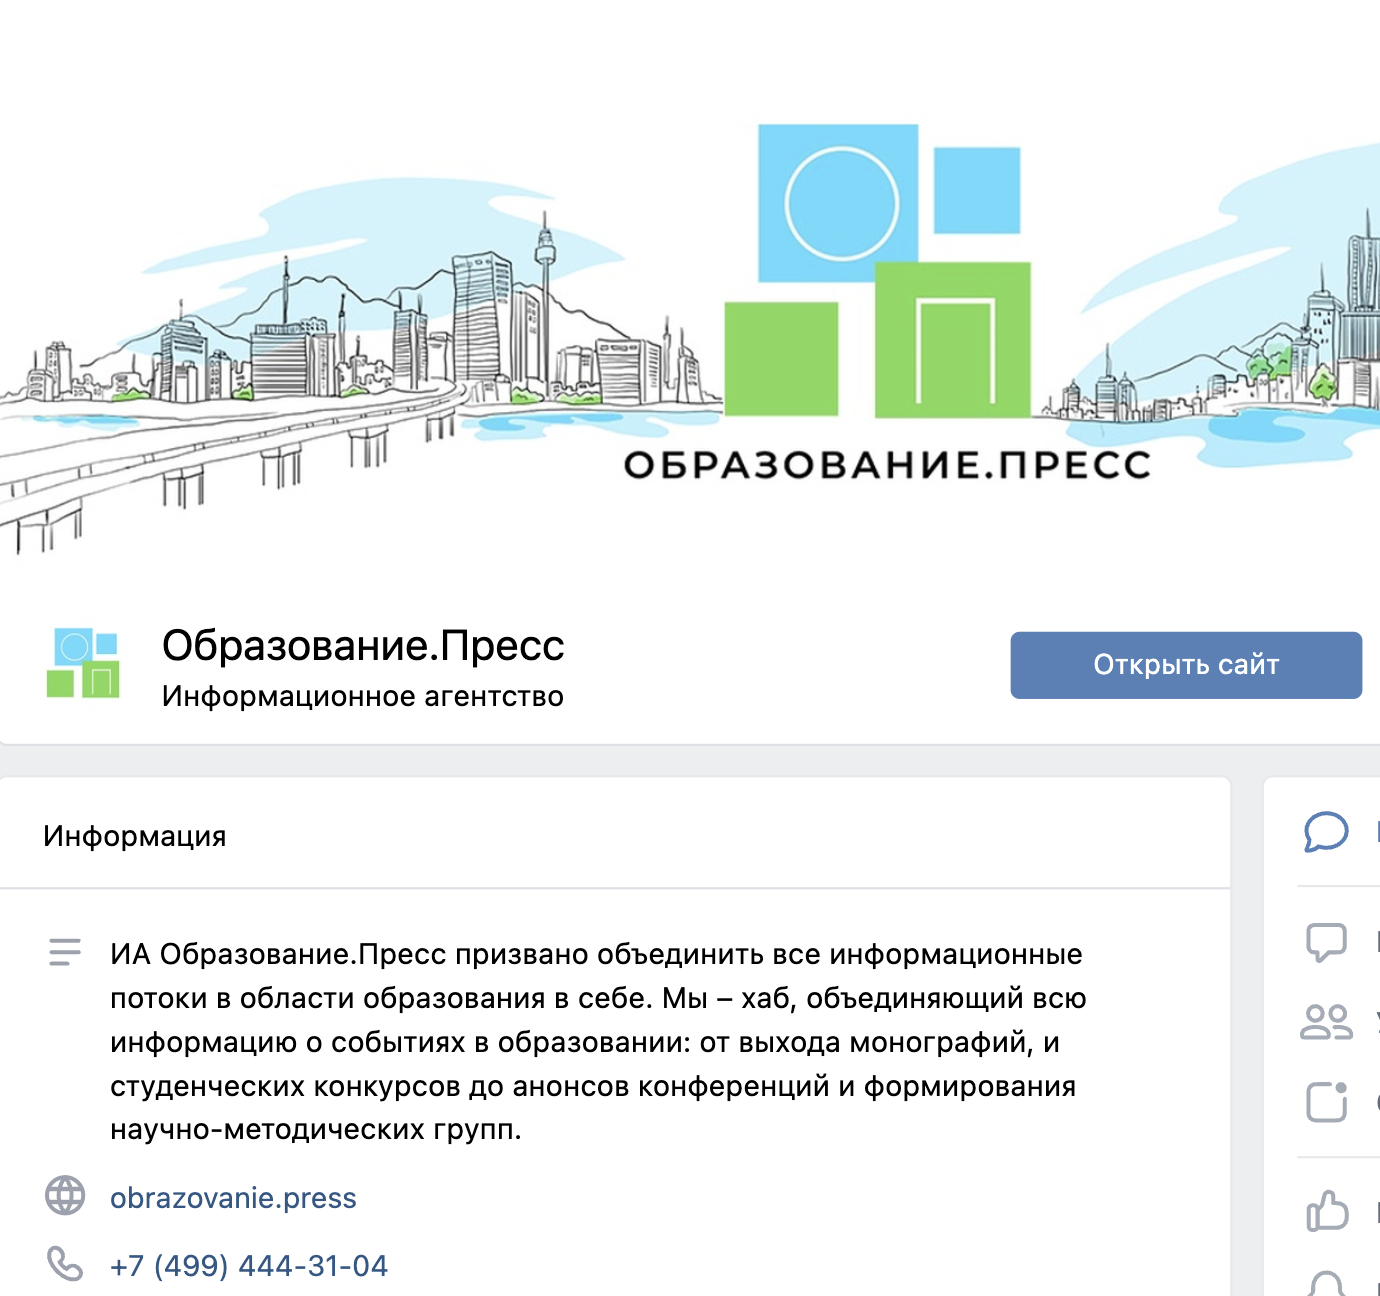 О
П
ОБРАЗОВАНИЕ.ПРЕСС
Образование.Пресс
Информационное агентство
Открыть сайт
Информация
ИА Образование.Пресс призвано объединить все информационные
потоки в области образования в себе. Мы – хаб, объединяющий всю
информацию о событиях в образовании: от выхода монографий, и
студенческих конкурсов до анонсов конференций и формирования
научно-методических групп.
obrazovanie.press
+7 (499) 444-31-04